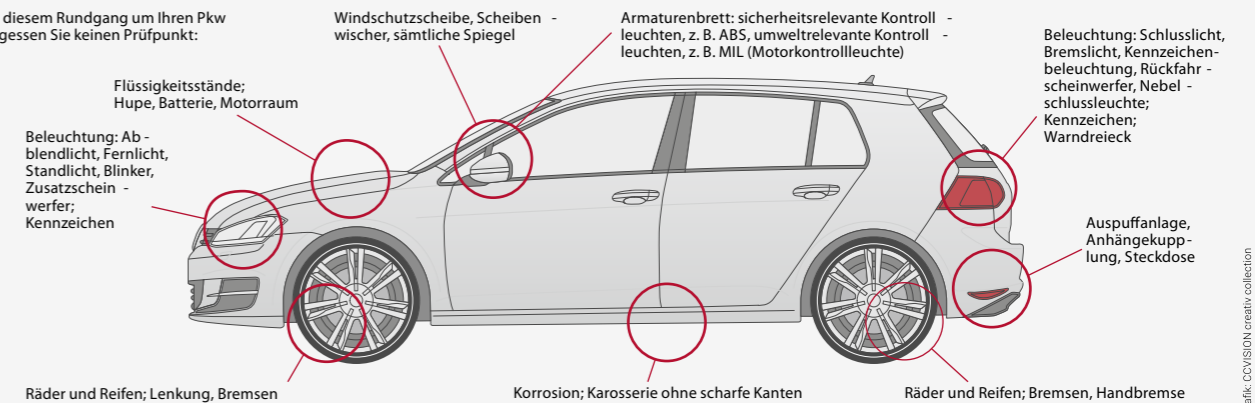 diesem Rundgang um Ihren Pkw
gessen Sie keinen Prüfpunkt:
Windschutzscheibe, Scheiben -
wischer, sämtliche Spiegel
Armaturenbrett: sicherheitsrelevante Kontroll -
leuchten, z. B. ABS, umweltrelevante Kontroll -
leuchten, z. B. MIL (Motorkontrollleuchte)
Beleuchtung: Schlusslicht,
Bremslicht, Kennzeichen-
beleuchtung, Rückfahr -
scheinwerfer, Nebel -
schlussleuchte;
Kennzeichen;
Warndreieck
Flüssigkeitsstände;
Hupe, Batterie, Motorraum
Beleuchtung: Ab -
blendlicht, Fernlicht,
Standlicht, Blinker,
Zusatzschein -
werfer;
Kennzeichen
Auspuffanlage,
Anhängekupp-
lung, Steckdose
Räder und Reifen; Lenkung, Bremsen
Korrosion; Karosserie ohne scharfe Kanten
Räder und Reifen; Bremsen, Handbremse
afik: CCVISION creativ collection